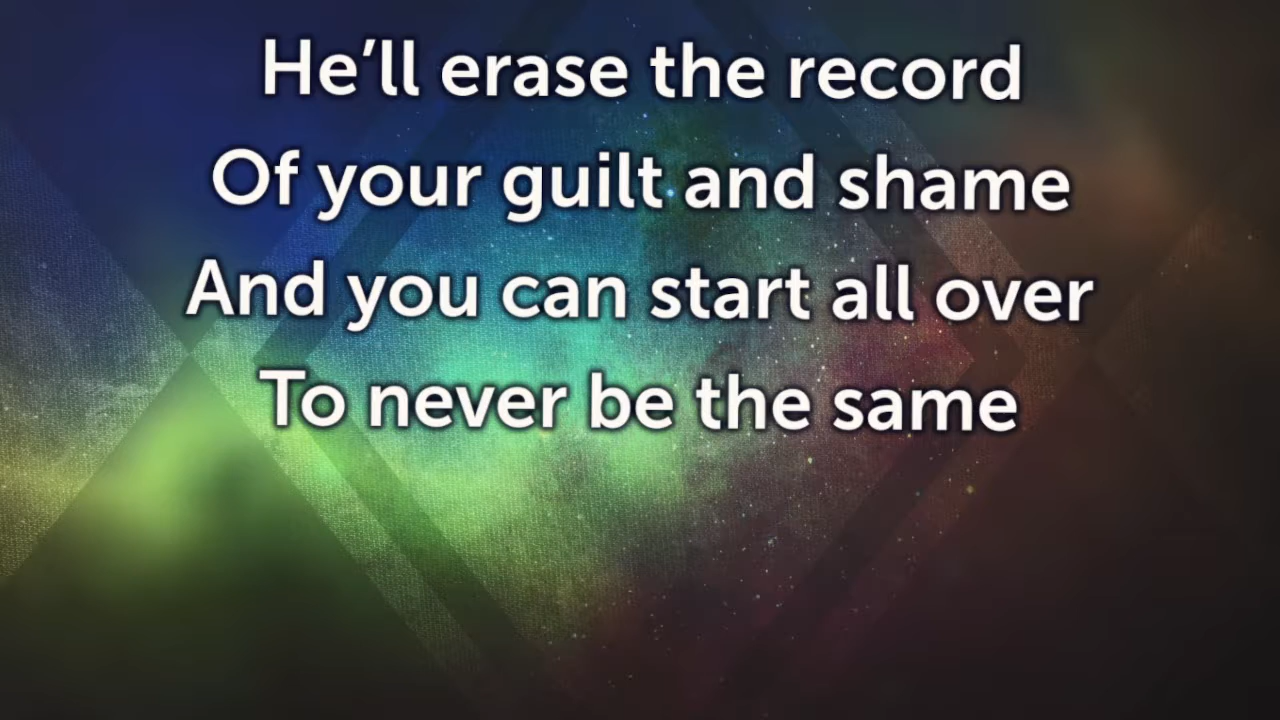 He’ll erase the record
Of your guilt and shame
And you can start all over
To never be the same